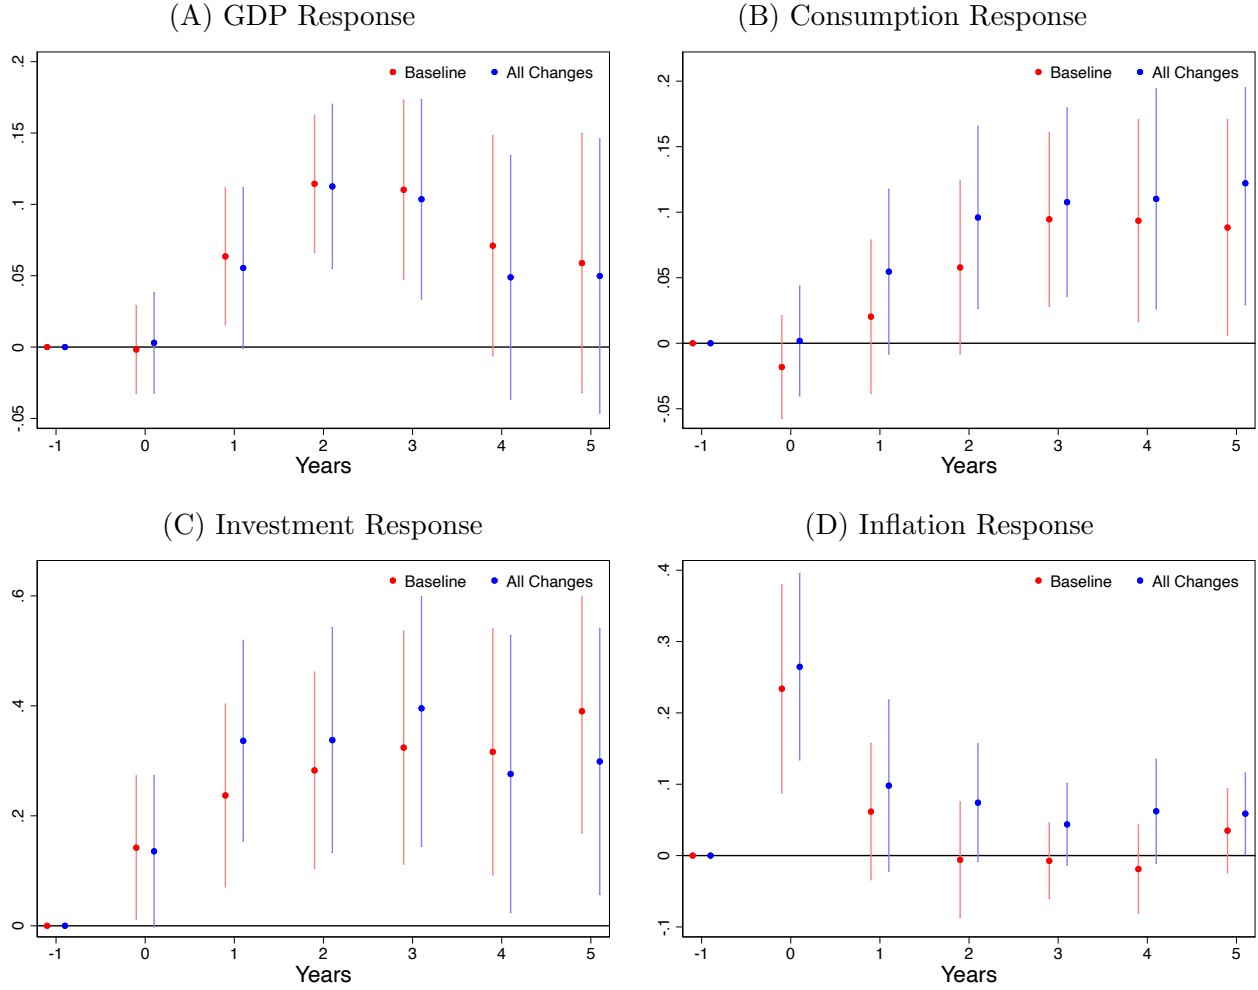 (A) GDP Response
Baseline All Changes
.2
.15
.1
.05
0
-.05
-1 0 1 2 3 4 5
Years
(B) Consumption Response
Baseline All Changes
.2
.15
.1
.05
0
-.05
-1 0 1 2 3 4 5
Years
(C) Investment Response
Baseline All Changes
.6
.4
.2
0
-1 0 1 2 3 4 5
Years
(D) Inflation Response
Baseline All Changes
.4
.3
.2
.1
0
-.1
-1 0 1 2 3 4 5
Years